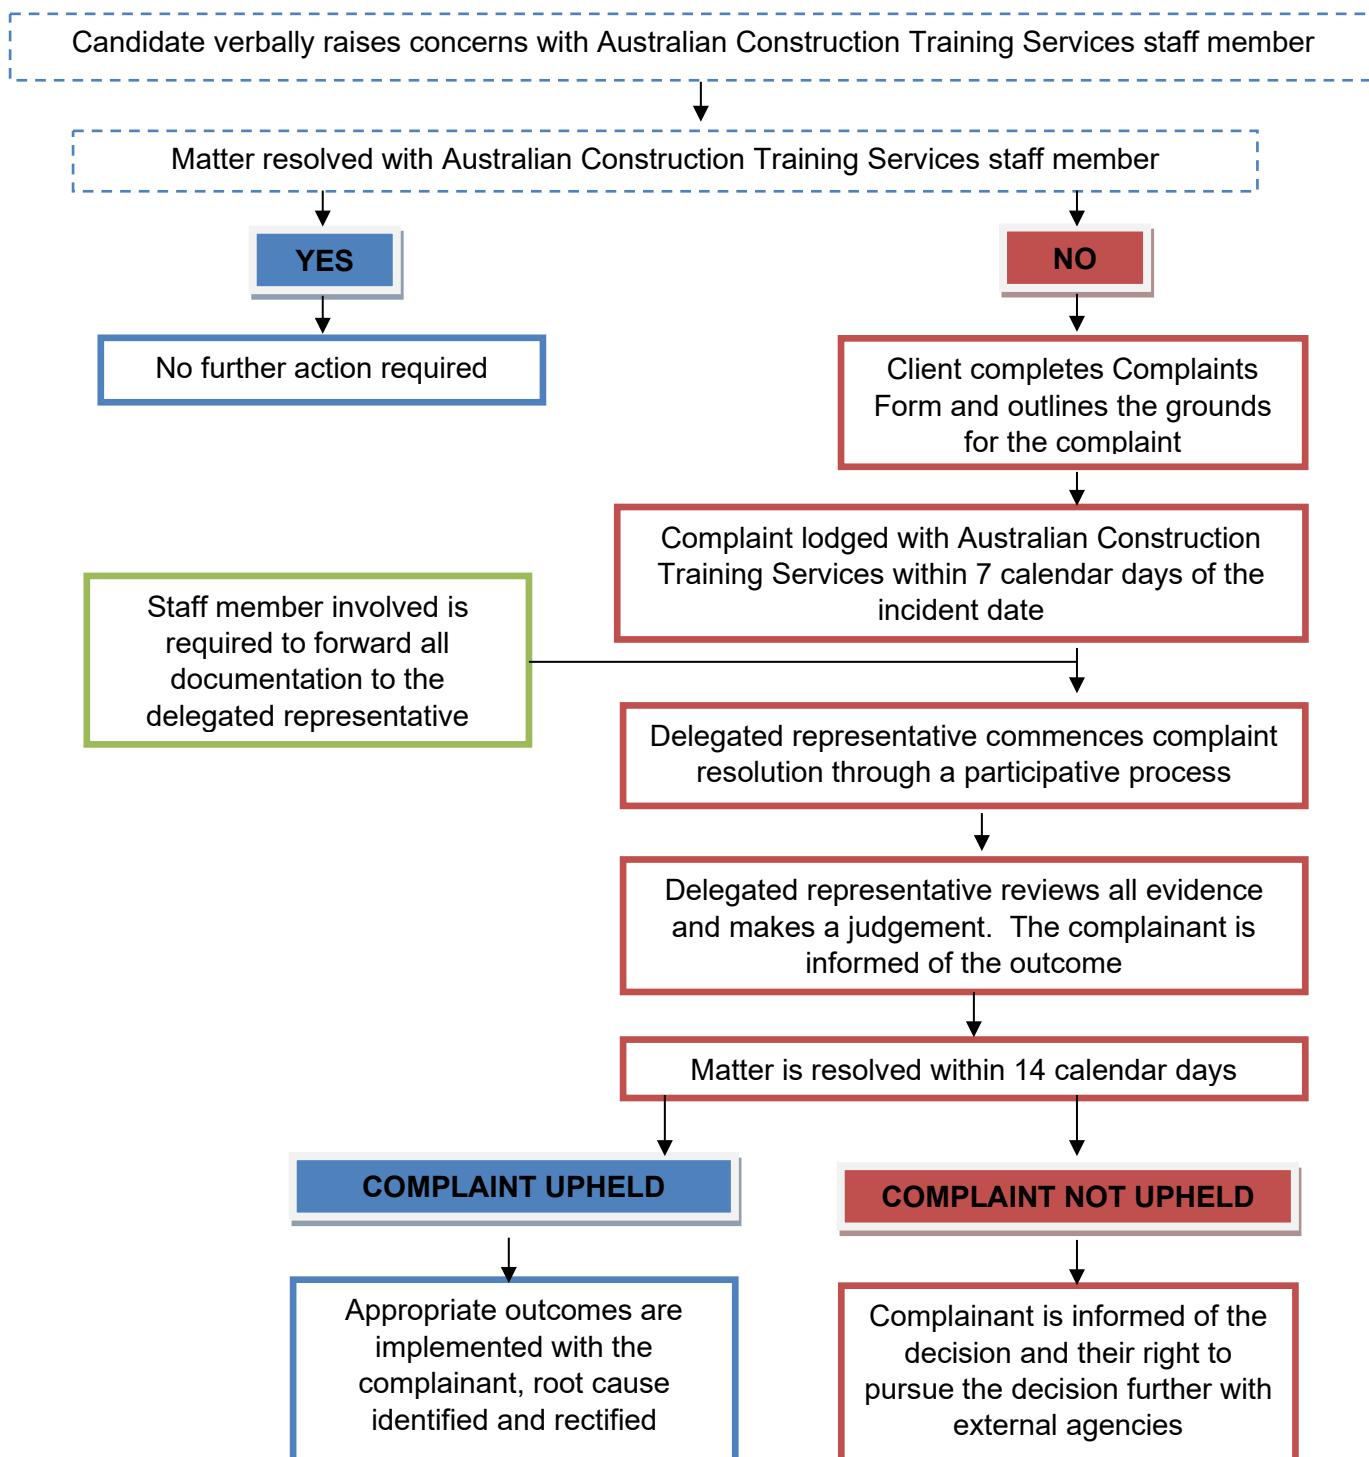 Candidate verbally raises concerns with Australian Construction Training Services staff member
Matter resolved with Australian Construction Training Services staff member
YES
NO
No further action required
Client completes Complaints
Form and outlines the grounds
for the complaint
Complaint lodged with Australian Construction
Training Services within 7 calendar days of the
incident date
Staff member involved is
required to forward all
documentation to the
delegated representative
Delegated representative commences complaint
resolution through a participative process
Delegated representative reviews all evidence
and makes a judgement.  The complainant is
informed of the outcome
Matter is resolved within 14 calendar days
COMPLAINT UPHELD
COMPLAINT NOT UPHELD
Appropriate outcomes are
implemented with the
complainant, root cause
identified and rectified
Complainant is informed of the
decision and their right to
pursue the decision further with
external agencies